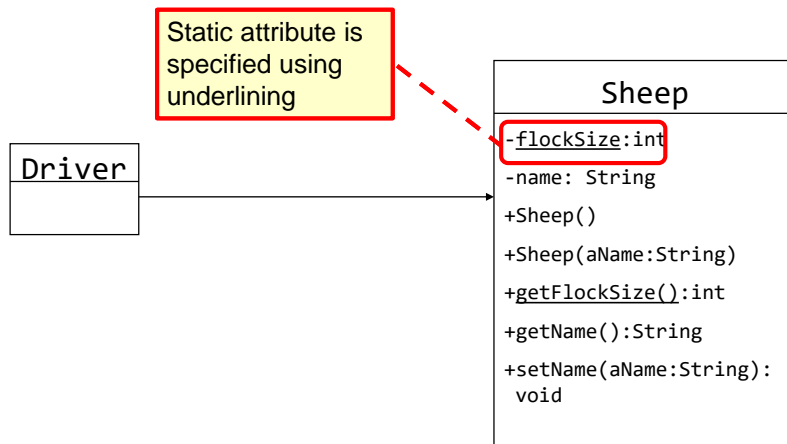 Static attribute is
specified using
underlining
Driver
Sheep
-flockSize:int
-name: String
+Sheep()
+Sheep(aName:String)
+getFlockSize():int
+getName():String
+setName(aName:String):
void